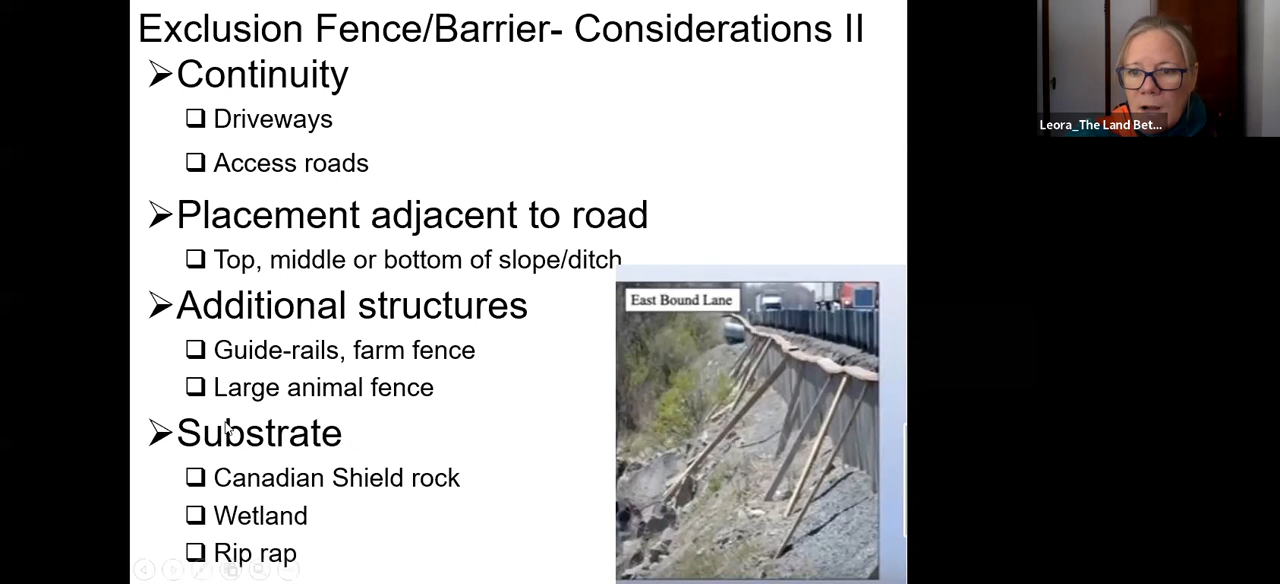 Exclusion Fence/Barrier- Considerations II
Continuity
Driveways
Access roads
Placement adjacent to road
Top, middle or bottom of slope/ditch
Additional structures
Guide-rails, farm fence
Large animal fence
Substrate
Canadian Shield rock
Wetland
Rip rap
East Bound Lane
Leora_The Land Bet...